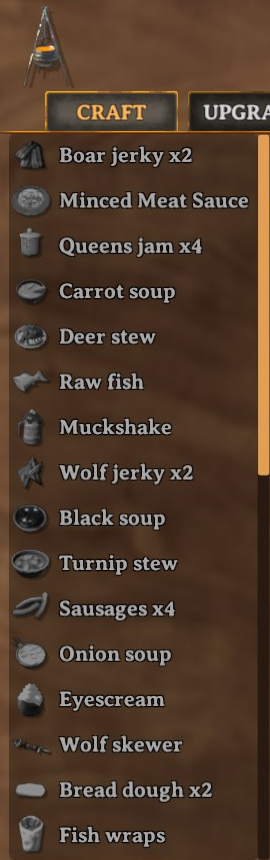 CRAFT
UPGRA
Boar jerky x2
Minced Meat Sauce
Queens jam x4
Carrot soup
Deer stew
Raw fish
Muckshake
Wolf jerky x2
Black soup
Turnip stew
Sausages x4
Onion soup
Eyescream
Wolf skewer
Bread dough x2
Fish wraps